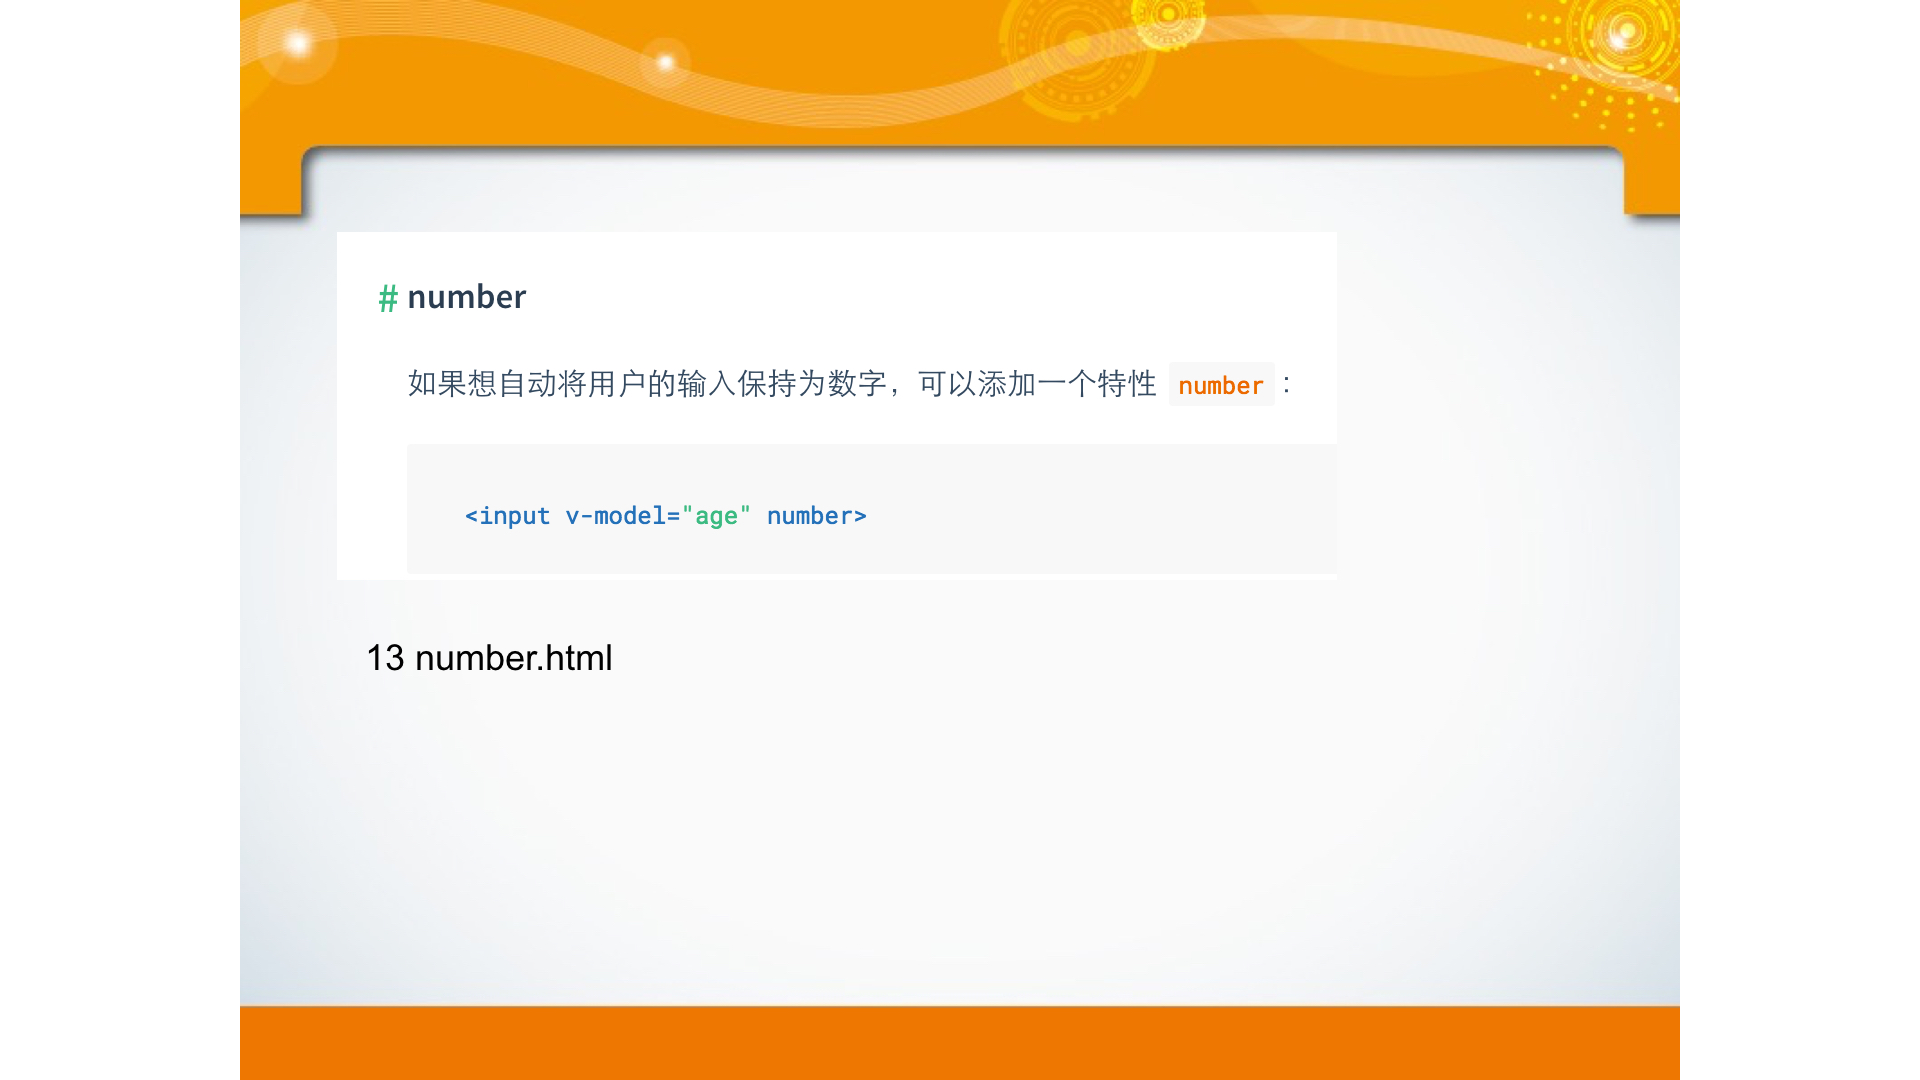 # number
如果想自动将用户的输入保持为数字，可以添加一个特性 number ：
<input v-model="age" number>
13 number.html